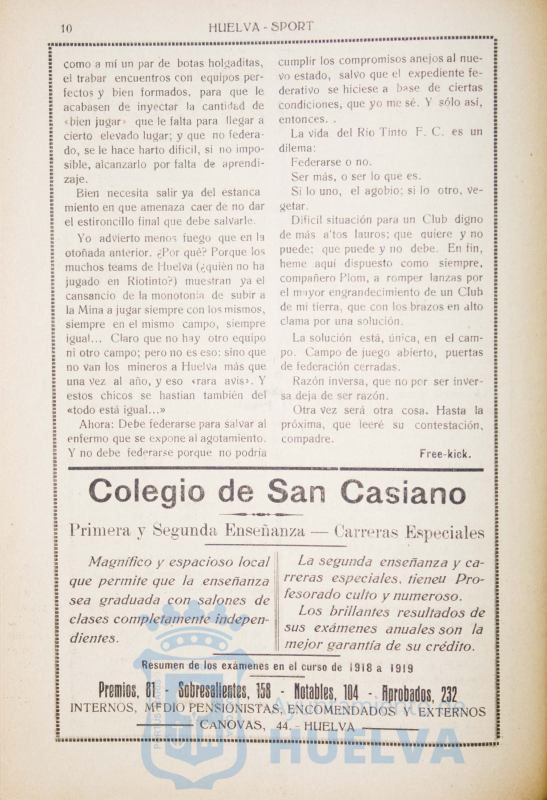 10
HUELVA - SPORT
como a mí un par de botas holgaditas,
el trabar encuentros con equipos per-
fectos y bien formados, para que le
acabasen de inyectar la cantidad de
«bien jugar» que le falta para llegar a
cierto elevado lugar; y que no federa-
do, se le hace harto difícil, si no impo-
sible, alcanzarlo por falta de aprendi-
zaje.
Bien necesita salir ya del estanca
miento en que amenaza caer de no dar
el estironcillo final que debe salvarle.
Yo advierto menos fuego que en la
otoñada anterior. ¿Por qué? Porque los
muchos teams de Huelva (¿quién no ha
jugado en Riotinto?) muestran ya el
cansancio de la monotonía de subir a
la Mina a jugar siempre con los mismos,
siempre en el mismo campo, siempre
igual... Claro que no hay otro equipo
ni otro campo; pero no es eso: sino que
no van los mineros a Huelva más que
una vez al año, y eso «rara avis». Y
estos chicos se hastían también del
«todo está igual...»
Ahora: Debe federarse para salvar al
enfermo que se expone al agotamiento.
Y no debe federarse porque no podría
cumplir los compromisos anejos al nue-
vo estado, salvo que el expediente fe-
derativo se hiciese a base de ciertas
condiciones, que yo me sé. Y sólo así,
entonces. .
La vida del Río Tinto F. C. es un
dilema:
Federarse o no.
Ser más, o ser lo que es.
Si lo uno, el agobio; si lo otro, ve-
getar.
Difícil situación para un Club digno
de más a'tos lauros; que quiere y no
puede; que puede y no debe. En fin,
heme aquí dispuesto como siempre,
compañero Plom, a romper lanzas por
el mayor engrandecimiento de un Club
de mi tierra, que con los brazos en alto
clama por una solución.
La solución está, única, en el cam-
po. Campo de juego abierto, puertas
de federación cerradas.
Razón inversa, que no por ser inver-
sa deja de ser razón.
Otra vez será otra cosa. Hasta la
próxima, que leeré su contestación,
compadre.
Free-kick.
Colegio de San Casiano
Primera y Segunda Enseñanza — Carreras Especiales
Magnífico y espacioso local
que permite que la enseñanza
sea graduada con salones de
clases completamente indepen-
dientes.
La segunda enseñanza y ca-
rreras especiales, tieneu Pro-
fesorado culto y numeroso.
Los brillantes resultados de
sus exámenes anuales son la
mejor garantía de su crédito.
Resumen de los exámenes en el curso de 1918 a 1919
Premios, 81 - Sobresalientes, 158 - Notables, 104 - Aprobados, 232
INTERNOS, MEDIO PENSIONISTAS, ENCOMENDADOS Y EXTERNOS
CANOVAS, 44. - HUELVA
Ayuntamiento de
HUELVA